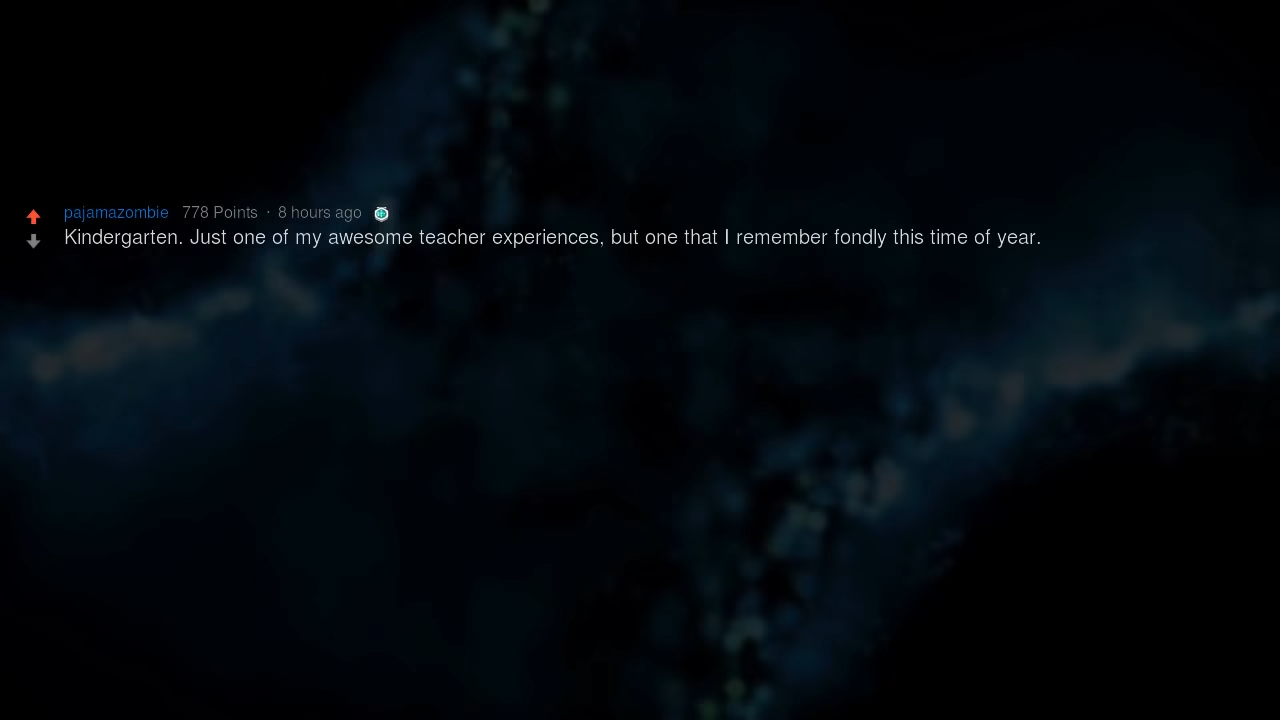 pajamazombie 778 Points · 8 hours ago
Kindergarten. Just one of my awesome teacher experiences, but one that I remember fondly this time of year.